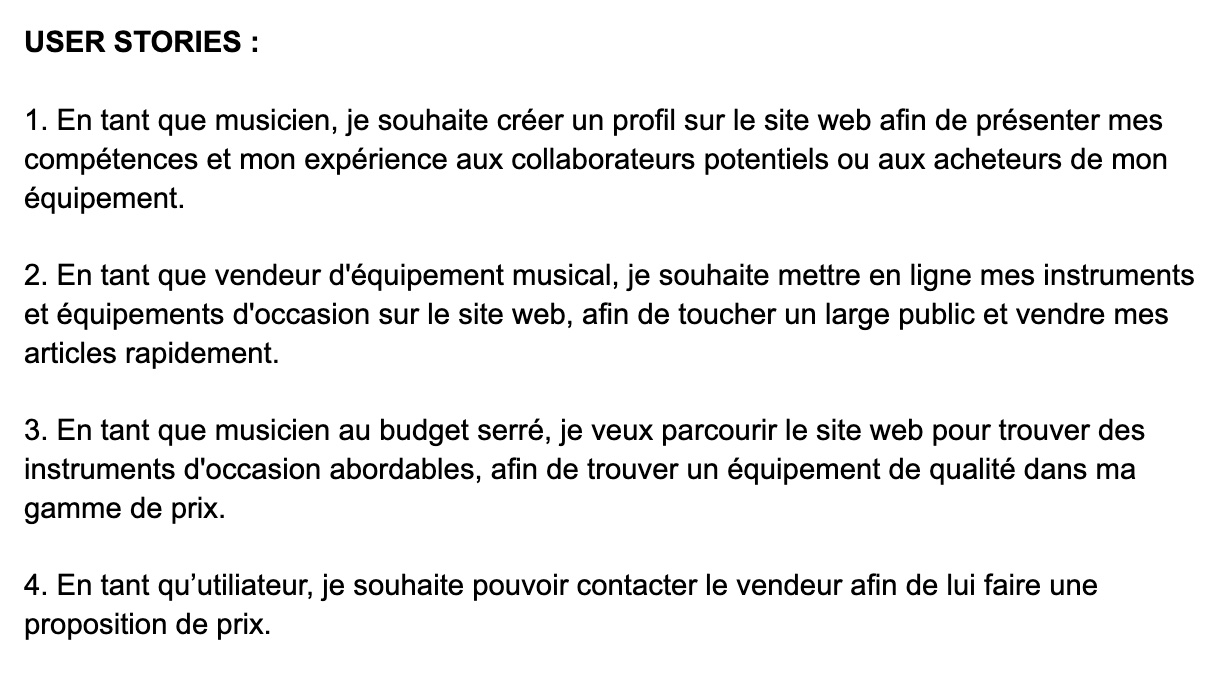 USER STORIES :
1. En tant que musicien, je souhaite créer un profil sur le site web afin de présenter mes
compétences et mon expérience aux collaborateurs potentiels ou aux acheteurs de mon
équipement.
2. En tant que vendeur d'équipement musical, je souhaite mettre en ligne mes instruments
et équipements d'occasion sur le site web, afin de toucher un large public et vendre mes
articles rapidement.
3. En tant que musicien au budget serré, je veux parcourir le site web pour trouver des
instruments d'occasion abordables, afin de trouver un équipement de qualité dans ma
gamme de prix.
4. En tant qu’utiliateur, je souhaite pouvoir contacter le vendeur afin de lui faire une
proposition de prix.